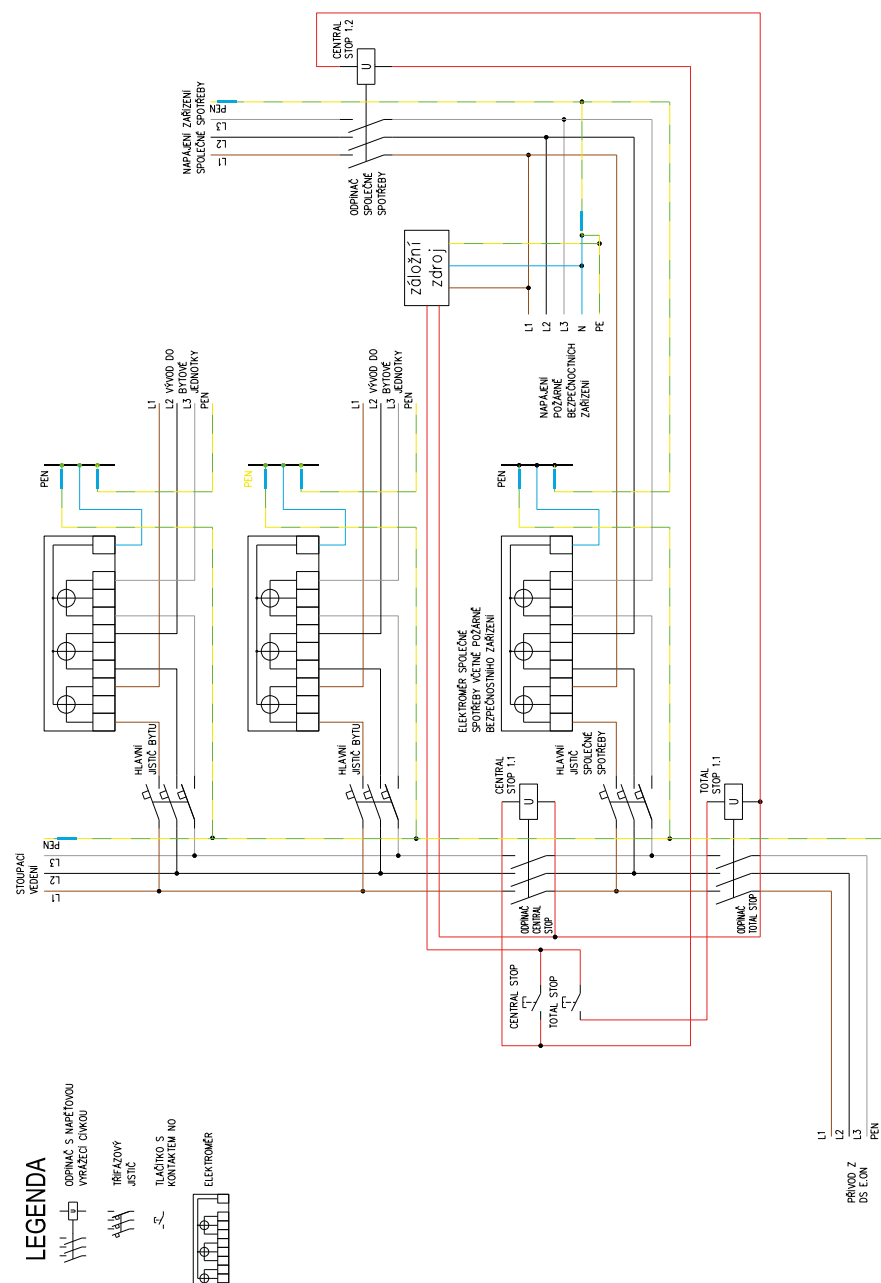 CENTRAL
STOP 1.2
NAPÁJENÍ ZAŘÍZENÍ
SPOLEČNÉ SPOTŘEBY
PEN
L3
L2
L1
ODPÍNAČ
SPOLEČNÉ
SPOTŘEBY
záložní
zdroj
L1
L2
L3
N
PE
NAPÁJENÍ
POŽÁRNĚ
BEZPEČNOCTNÍCH
ZAŘÍZENÍ
L1
L2 VÝVOD DO
BYTOVÉ
L3 JEDNOTKY
PEN
L1
L2 VÝVOD DO
BYTOVÉ
L3 JEDNOTKY
PEN
PEN
PEN
PEN
ELEKTROMĚR SPOLEČNÉ
SPOTŘEBY VČETNĚ POŽÁRNĚ
BEZPEČNOSTNIHO ZAŘÍZENÍ
HLAVNÍ
JISTIČ BYTU
HLAVNÍ
JISTIČ BYTU
HLAVNÍ
JISTIČ
SPOLEČNÉ
SPOTŘEBY
CENTRAL
STOP 1.1
TOTAL
STOP 1.1
U
U
U
STOUPACÍ
VEDENÍ
PEN
L3
L2
L1
ODPÍNAČ
CENTRAL
STOP
ODPÍNAČ
TOTAL STOP
CENTRAL STOP
TOTAL STOP
L1
L2
L3
PEN
PŘÍVOD Z
DS E.ON
LEGENDA
U
ODPÍNAČ S NAPĚŤOVOU
VYRÁŽECÍ CÍVKOU
TŘÍFÁZOVÝ
JISTIČ
TLAČÍTKO S
KONTAKTEM NO
ELEKTROMĚR